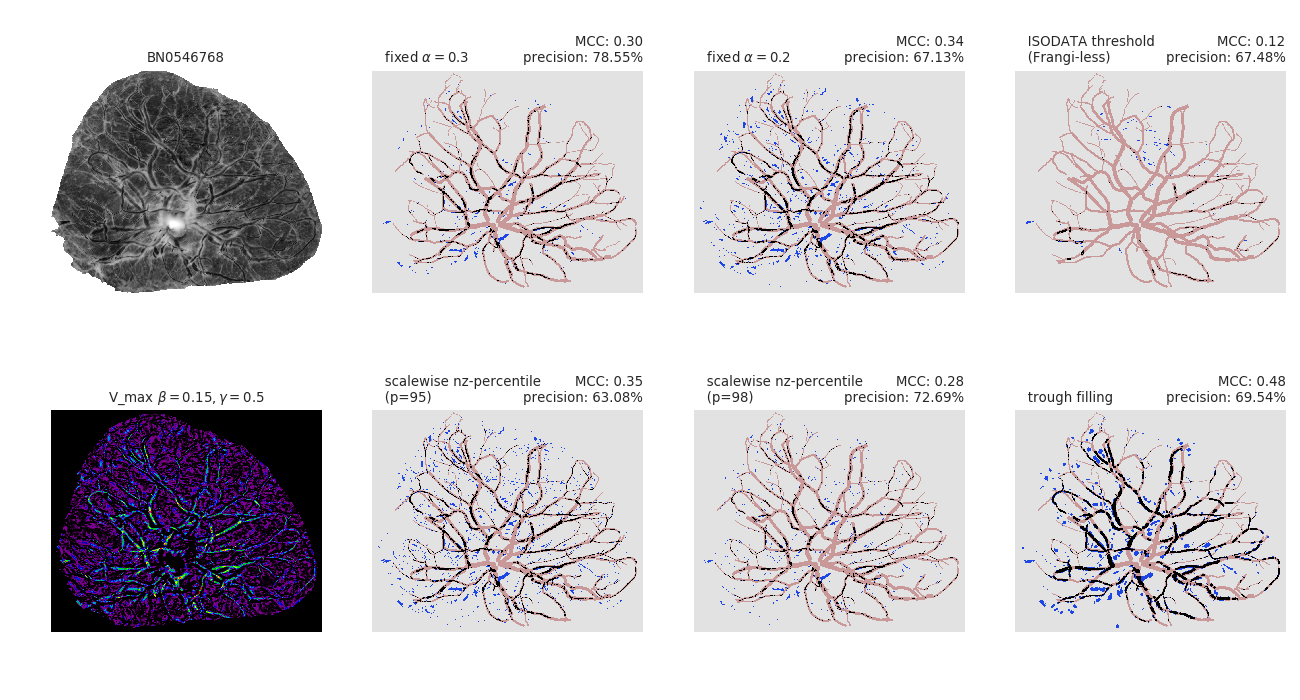 BN0546768
MCC: 0.30
fixed α = 0.3 precision: 78.55%
MCC: 0.34
fixed α = 0.2 precision: 67.13%
ISODATA threshold MCC: 0.12
(Frangi-less) precision: 67.48%
V_max β = 0.15, γ = 0.5
scalewise nz-percentile MCC: 0.35
(p=95) precision: 63.08%
scalewise nz-percentile MCC: 0.28
(p=98) precision: 72.69%
MCC: 0.48
trough filling precision: 69.54%